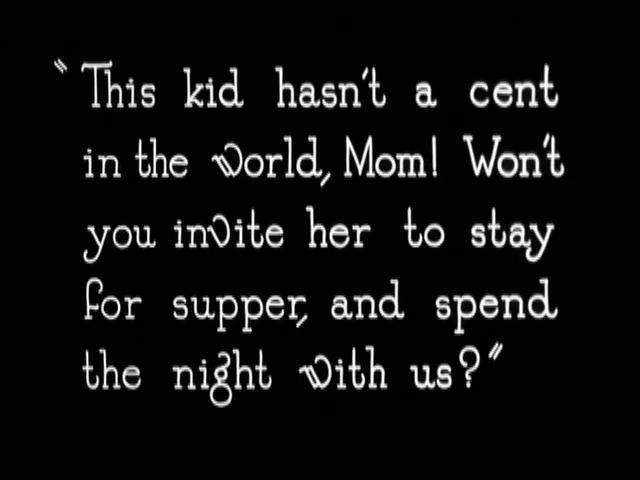 "This kid hasn't a cent
in the world, Mom! Won't
you invite her to stay
for supper, and spend
the night with us?"